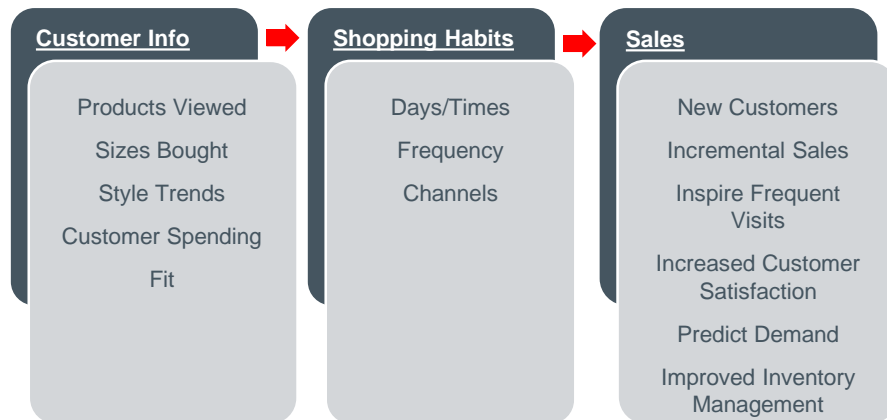 Customer Info
Products Viewed
Sizes Bought
Style Trends
Customer Spending
Fit
Shopping Habits
Days/Times
Frequency
Channels
Sales
New Customers
Incremental Sales
Inspire Frequent
Visits
Increased Customer
Satisfaction
Predict Demand
Improved Inventory
Management